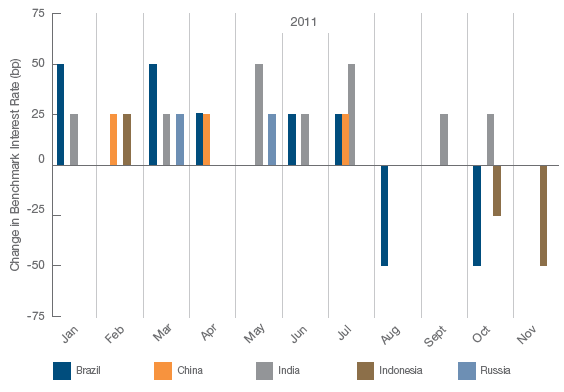 2011
Change in Benchmark Interest Rate (bp)
75
50
25
0
-25
-50
-75
Jan
Feb
Mar
Apr
May
Jun
Jul
Aug
Sept
Oct
Nov
Brazil
China
India
Indonesia
Russia